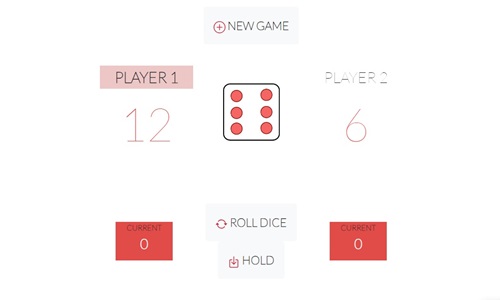 NEW GAME
PLAYER 1
PLAYER 2
12
6
ROLL DICE
CURRENT
0
CURRENT
0
HOLD